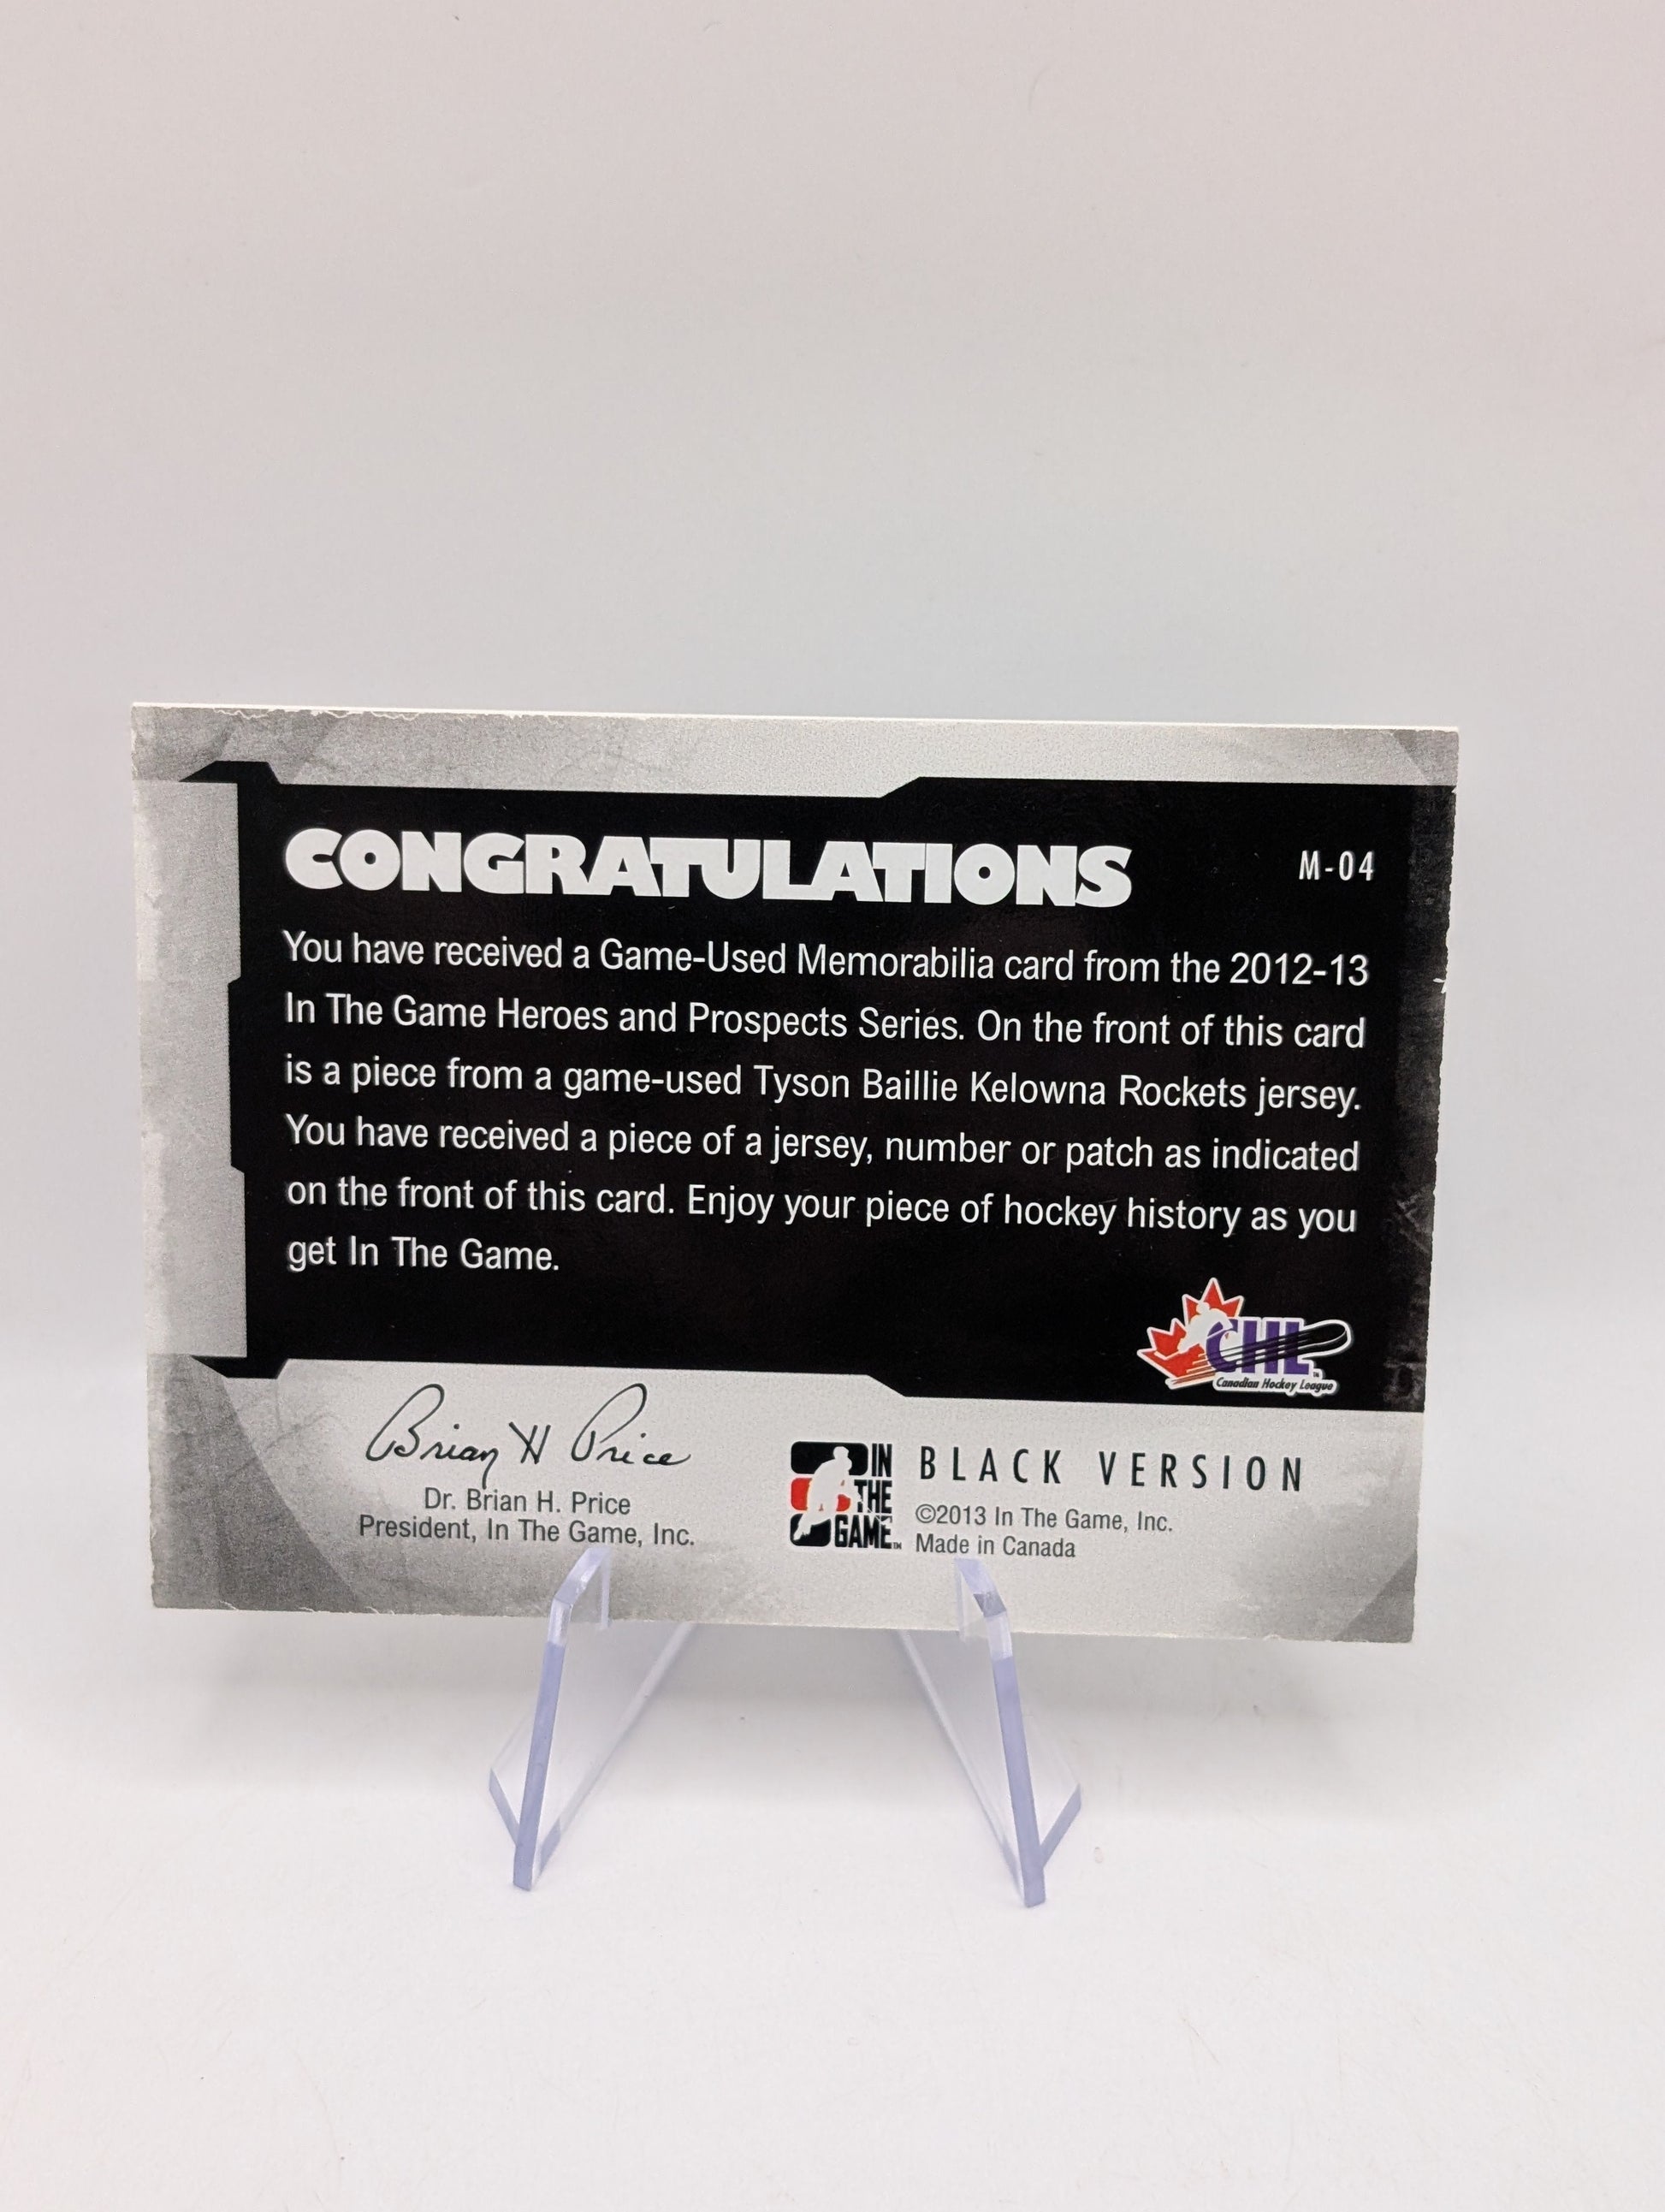 CONGRATULATIONS
M-04
You have received a Game-Used Memorabilia card from the 2012-13
In The Game Heroes and Prospects Series. On the front of this card
is a piece from a game-used Tyson Baillie Kelowna Rockets jersey.
You have received a piece of a jersey, number or patch as indicated
on the front of this card. Enjoy your piece of hockey history as you
get In The Game.
CHL
Canadian Hockey League
Brian H Price
Dr. Brian H. Price
President, In The Game, Inc.
IN
THE
GAME™
BLACK VERSION
©2013 In The Game, Inc.
Made in Canada